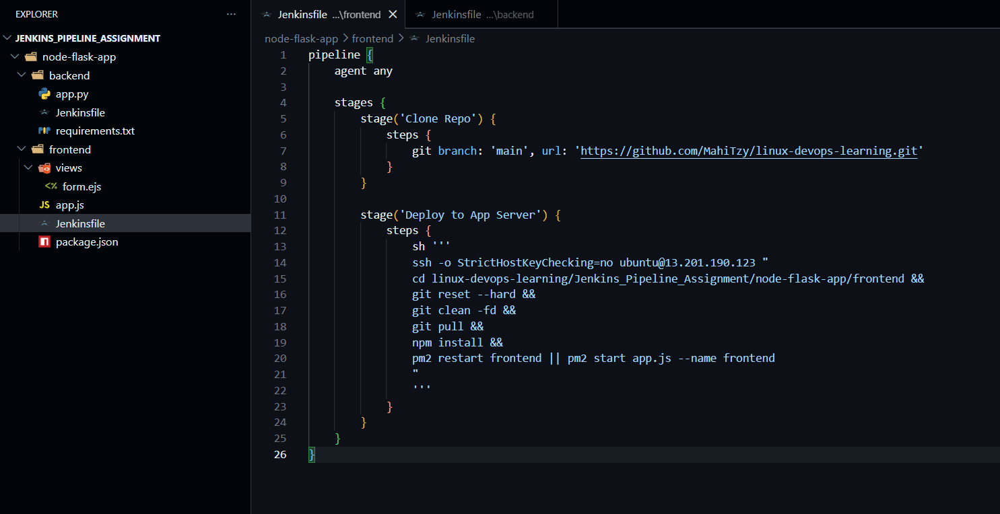 EXPLORER
...
JENKINS_PIPELINE_ASSIGNMENT
node-flask-app
backend
app.py
Jenkinsfile
requirements.txt
frontend
views
<% form.ejs
JS app.js
Jenkinsfile
package.json
Jenkinsfile ...\frontend
Jenkinsfile ...\backend
node-flask-app > frontend > Jenkinsfile
1 pipeline {
2     agent any
3
4     stages {
5         stage('Clone Repo') {
6             steps {
7                 git branch: 'main', url: 'https://github.com/MahiTzy/linux-devops-learning.git'
8             }
9         }
10
11         stage('Deploy to App Server') {
12             steps {
13                 sh '''
14                 ssh -o StrictHostKeyChecking=no ubuntu@13.201.190.123 "
15                 cd linux-devops-learning/Jenkins_Pipeline_Assignment/node-flask-app/frontend &&
16                 git reset --hard &&
17                 git clean -fd &&
18                 git pull &&
19                 npm install &&
20                 pm2 restart frontend || pm2 start app.js --name frontend
21                 "
22                 '''
23             }
24         }
25     }
26 }